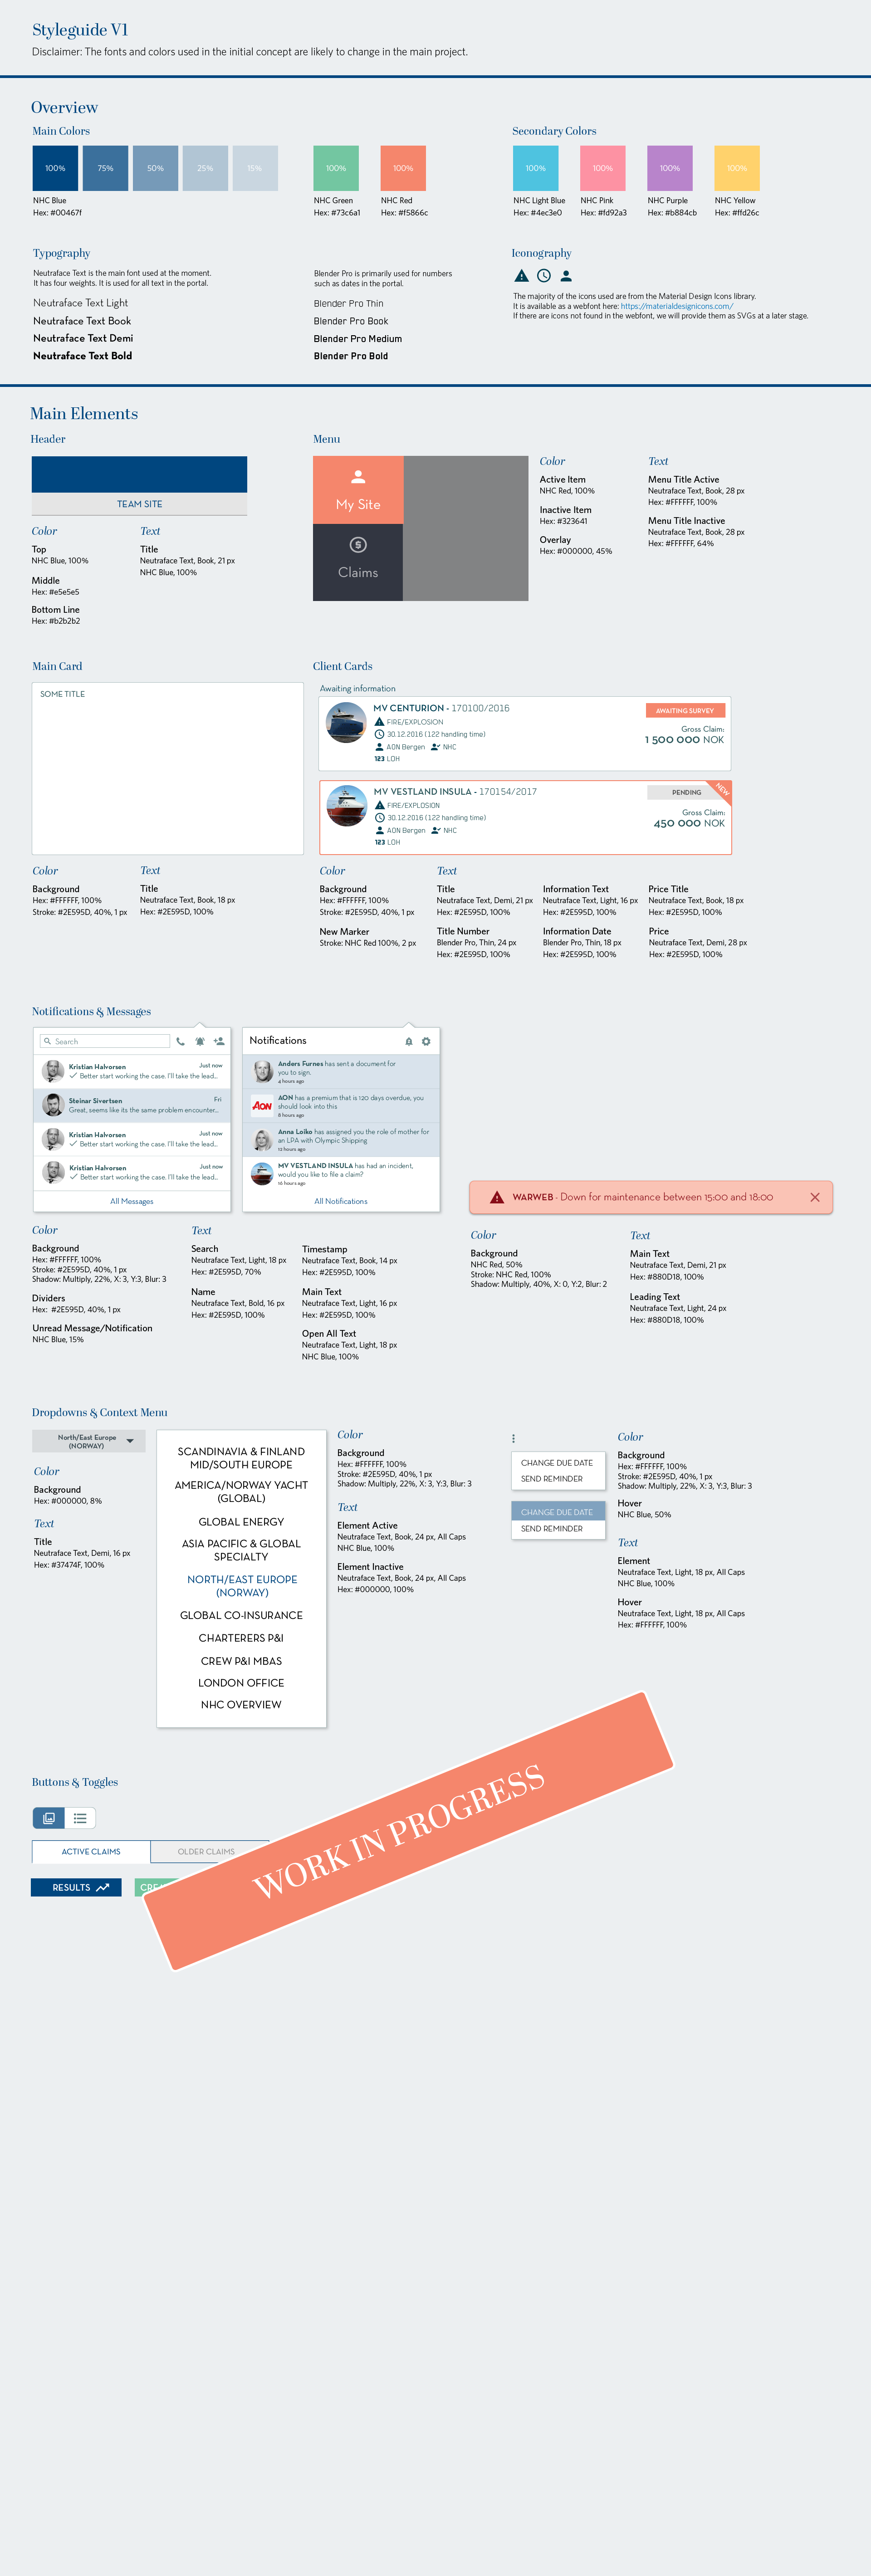 Styleguide V1
Disclaimer: The fonts and colors used in the initial concept are likely to change in the main project.
Overview
Main Colors
100%
75%
50%
25%
15%
NHC Blue
Hex: #00467f
100%
NHC Green
Hex: #73c6a1
100%
NHC Red
Hex: #f5866c
Secondary Colors
100%
NHC Light Blue
Hex: #4ec3e0
100%
NHC Pink
Hex: #fd92a3
100%
NHC Purple
Hex: #b884cb
100%
NHC Yellow
Hex: #ffd26c
Typography
Neutraface Text is the main font used at the moment.
It has four weights. It is used for all text in the portal.
Neutraface Text Light
Neutraface Text Book
Neutraface Text Demi
Neutraface Text Bold
Blender Pro is primarily used for numbers
such as dates in the portal.
Blender Pro Thin
Blender Pro Book
Blender Pro Medium
Blender Pro Bold
Iconography
The majority of the icons used are from the Material Design Icons library.
It is available as a webfont here: https://materialdesignicons.com/
If there are icons not found in the webfont, we will provide them as SVGs at a later stage.
Main Elements
Header
TEAM SITE
Color
Top
NHC Blue, 100%
Middle
Hex: #e5e5e5
Bottom Line
Hex: #b2b2b2
Text
Title
Neutraface Text, Book, 21 px
NHC Blue, 100%
Menu
My Site
Claims
Color
Active Item
NHC Red, 100%
Inactive Item
Hex: #323641
Overlay
Hex: #000000, 45%
Text
Menu Title Active
Neutraface Text, Book, 28 px
Hex: #FFFFFF, 100%
Menu Title Inactive
Neutraface Text, Book, 28 px
Hex: #FFFFFF, 64%
Main Card
SOME TITLE
Color
Background
Hex: #FFFFFF, 100%
Stroke: #2E595D, 40%, 1 px
Text
Title
Neutraface Text, Book, 18 px
Hex: #2E595D, 100%
Client Cards
Awaiting information
MV CENTURION - 170100/2016
FIRE/EXPLOSION
30.12.2016 (122 handling time)
AON Bergen NHC
123 LOH
AWAITING SURVEY
Gross Claim:
1 500 000 NOK
MV VESTLAND INSULA - 170154/2017
FIRE/EXPLOSION
30.12.2016 (122 handling time)
AON Bergen NHC
123 LOH
PENDING
NEW
Gross Claim:
450 000 NOK
Color
Background
Hex: #FFFFFF, 100%
Stroke: #2E595D, 40%, 1 px
New Marker
Stroke: NHC Red 100%, 2 px
Text
Title
Neutraface Text, Demi, 21 px
Hex: #2E595D, 100%
Title Number
Blender Pro, Thin, 24 px
Hex: #2E595D, 100%
Information Text
Neutraface Text, Light, 16 px
Hex: #2E595D, 100%
Information Date
Blender Pro, Thin, 18 px
Hex: #2E595D, 100%
Price Title
Neutraface Text, Book, 18 px
Hex: #2E595D, 100%
Price
Neutraface Text, Demi, 28 px
Hex: #2E595D, 100%
Notifications & Messages
Search
Kristian Halvorsen
Just now
Better start working the case. I'll take the lead...
Steinar Sivertsen
Fri
Great, seems like its the same problem encounter...
Kristian Halvorsen
Just now
Better start working the case. I'll take the lead...
Kristian Halvorsen
Just now
Better start working the case. I'll take the lead...
All Messages
Notifications
Anders Furnes has sent a document for
you to sign.
4 hours ago
AON
AON has a premium that is 120 days overdue, you
should look into this
8 hours ago
Anna Loiko has assigned you the role of mother for
an LPA with Olympic Shipping
12 hours ago
MV VESTLAND INSULA has had an incident,
would you like to file a claim?
16 hours ago
All Notifications
WARWEB - Down for maintenance between 15:00 and 18:00
Color
Background
Hex: #FFFFFF, 100%
Stroke: #2E595D, 40%, 1 px
Shadow: Multiply, 22%, X: 3, Y:3, Blur: 3
Dividers
Hex: #2E595D, 40%, 1 px
Unread Message/Notification
NHC Blue, 15%
Text
Search
Neutraface Text, Light, 18 px
Hex: #2E595D, 70%
Name
Neutraface Text, Bold, 16 px
Hex: #2E595D, 100%
Timestamp
Neutraface Text, Book, 14 px
Hex: #2E595D, 100%
Main Text
Neutraface Text, Light, 16 px
Hex: #2E595D, 100%
Open All Text
Neutraface Text, Light, 18 px
NHC Blue, 100%
Color
Background
NHC Red, 50%
Stroke: NHC Red, 100%
Shadow: Multiply, 40%, X: 0, Y:2, Blur: 2
Text
Main Text
Neutraface Text, Demi, 21 px
Hex: #880D18, 100%
Leading Text
Neutraface Text, Light, 24 px
Hex: #880D18, 100%
Dropdowns & Context Menu
North/East Europe
(NORWAY)
Color
Background
Hex: #000000, 8%
Text
Title
Neutraface Text, Demi, 16 px
Hex: #37474F, 100%
SCANDINAVIA & FINLAND
MID/SOUTH EUROPE
AMERICA/NORWAY YACHT
(GLOBAL)
GLOBAL ENERGY
ASIA PACIFIC & GLOBAL
SPECIALTY
NORTH/EAST EUROPE
(NORWAY)
GLOBAL CO-INSURANCE
CHARTERERS P&I
CREW P&I MBAS
LONDON OFFICE
NHC OVERVIEW
Color
Background
Hex: #FFFFFF, 100%
Stroke: #2E595D, 40%, 1 px
Shadow: Multiply, 22%, X: 3, Y:3, Blur: 3
Text
Element Active
Neutraface Text, Book, 24 px, All Caps
NHC Blue, 100%
Element Inactive
Neutraface Text, Book, 24 px, All Caps
Hex: #000000, 100%
CHANGE DUE DATE
SEND REMINDER
CHANGE DUE DATE
SEND REMINDER
Color
Background
Hex: #FFFFFF, 100%
Stroke: #2E595D, 40%, 1 px
Shadow: Multiply, 22%, X: 3, Y:3, Blur: 3
Hover
NHC Blue, 50%
Text
Element
Neutraface Text, Light, 18 px, All Caps
NHC Blue, 100%
Hover
Neutraface Text, Light, 18 px, All Caps
Hex: #FFFFFF, 100%
Buttons & Toggles
ACTIVE CLAIMS
OLDER CLAIMS
RESULTS
WORK IN PROGRESS